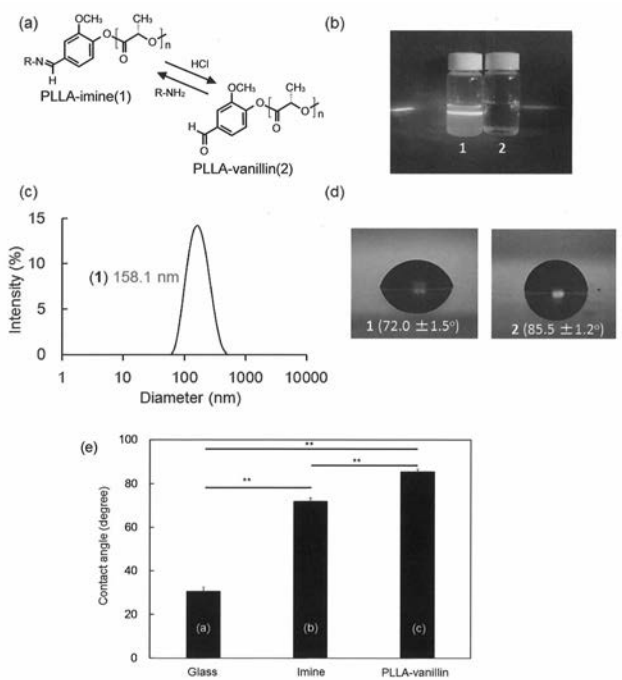 (a)
OCH₃
O
O
O
n
R-N
H
PLLA-imine(1)
HCl
R-NH₂
OCH₃
O
O
O
n
O
H
PLLA-vanillin(2)
(b)
1 2
(c)
Intensity (%)
15
10
5
0
(1) 158.1 nm
1 10 100 1000 10000
Diameter (nm)
(d)
1 (72.0 ±1.5°)
2 (85.5 ±1.2°)
(e)
Contact angle (degree)
100
80
60
40
20
0
**
**
**
(a) (b) (c)
Glass Imine PLLA-vanillin